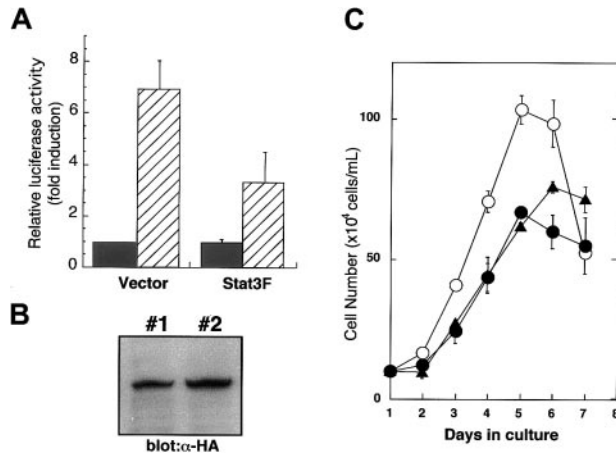 A
Relative luciferase activity
(fold induction)
8
6
4
2
0
Vector
Stat3F
B
#1 #2
blot:α-HA
C
Cell Number (x10⁴ cells/mL)
100
50
0
1 2 3 4 5 6 7 8
Days in culture